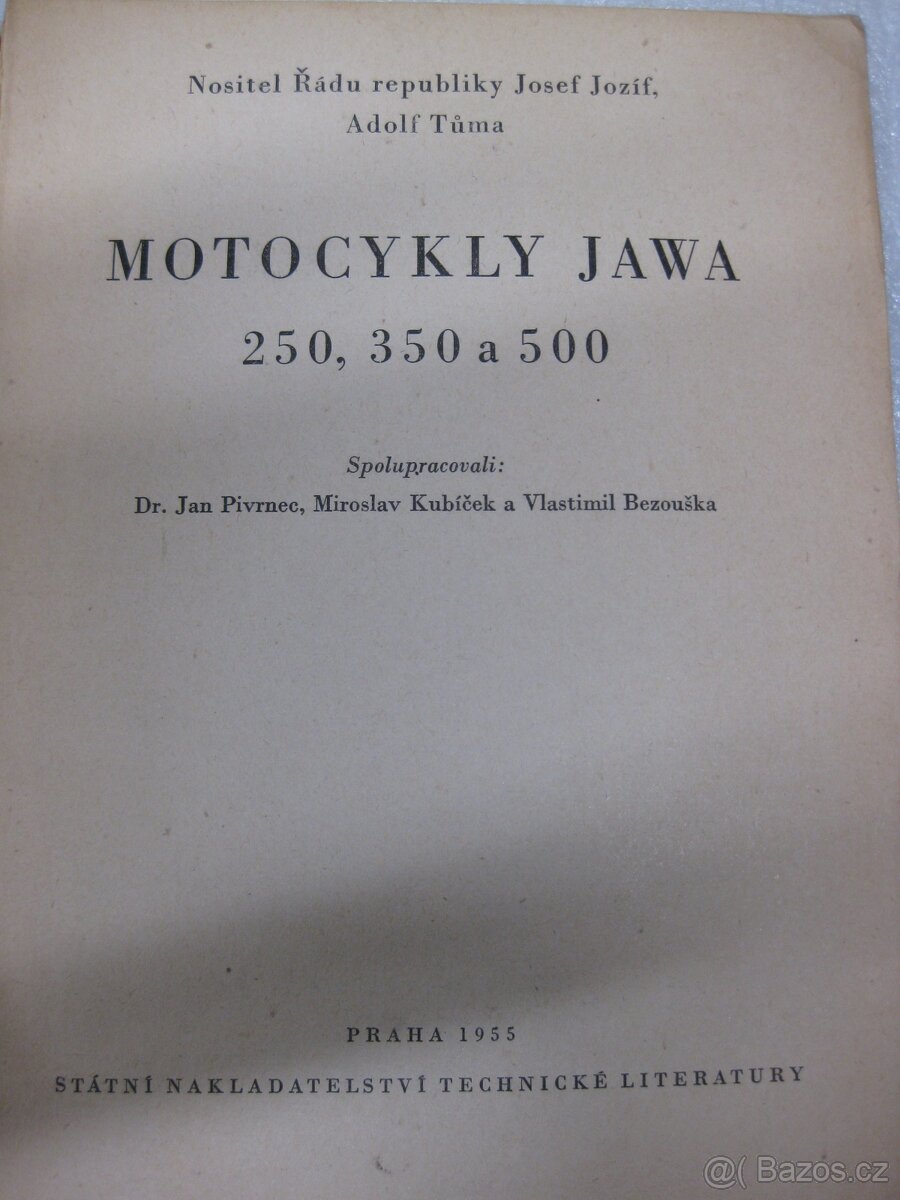 Nositel Řádu republiky Josef Jozíf,
Adolf Tůma
MOTOCYKLY JAWA
250, 350 a 500
Spolupracovali:
Dr. Jan Pivrnec, Miroslav Kubíček a Vlastimil Bezouška
PRAHA 1955
STÁTNÍ NAKLADATELSTVÍ TECHNICKÉ LITERATURY
@( Bazos.cz